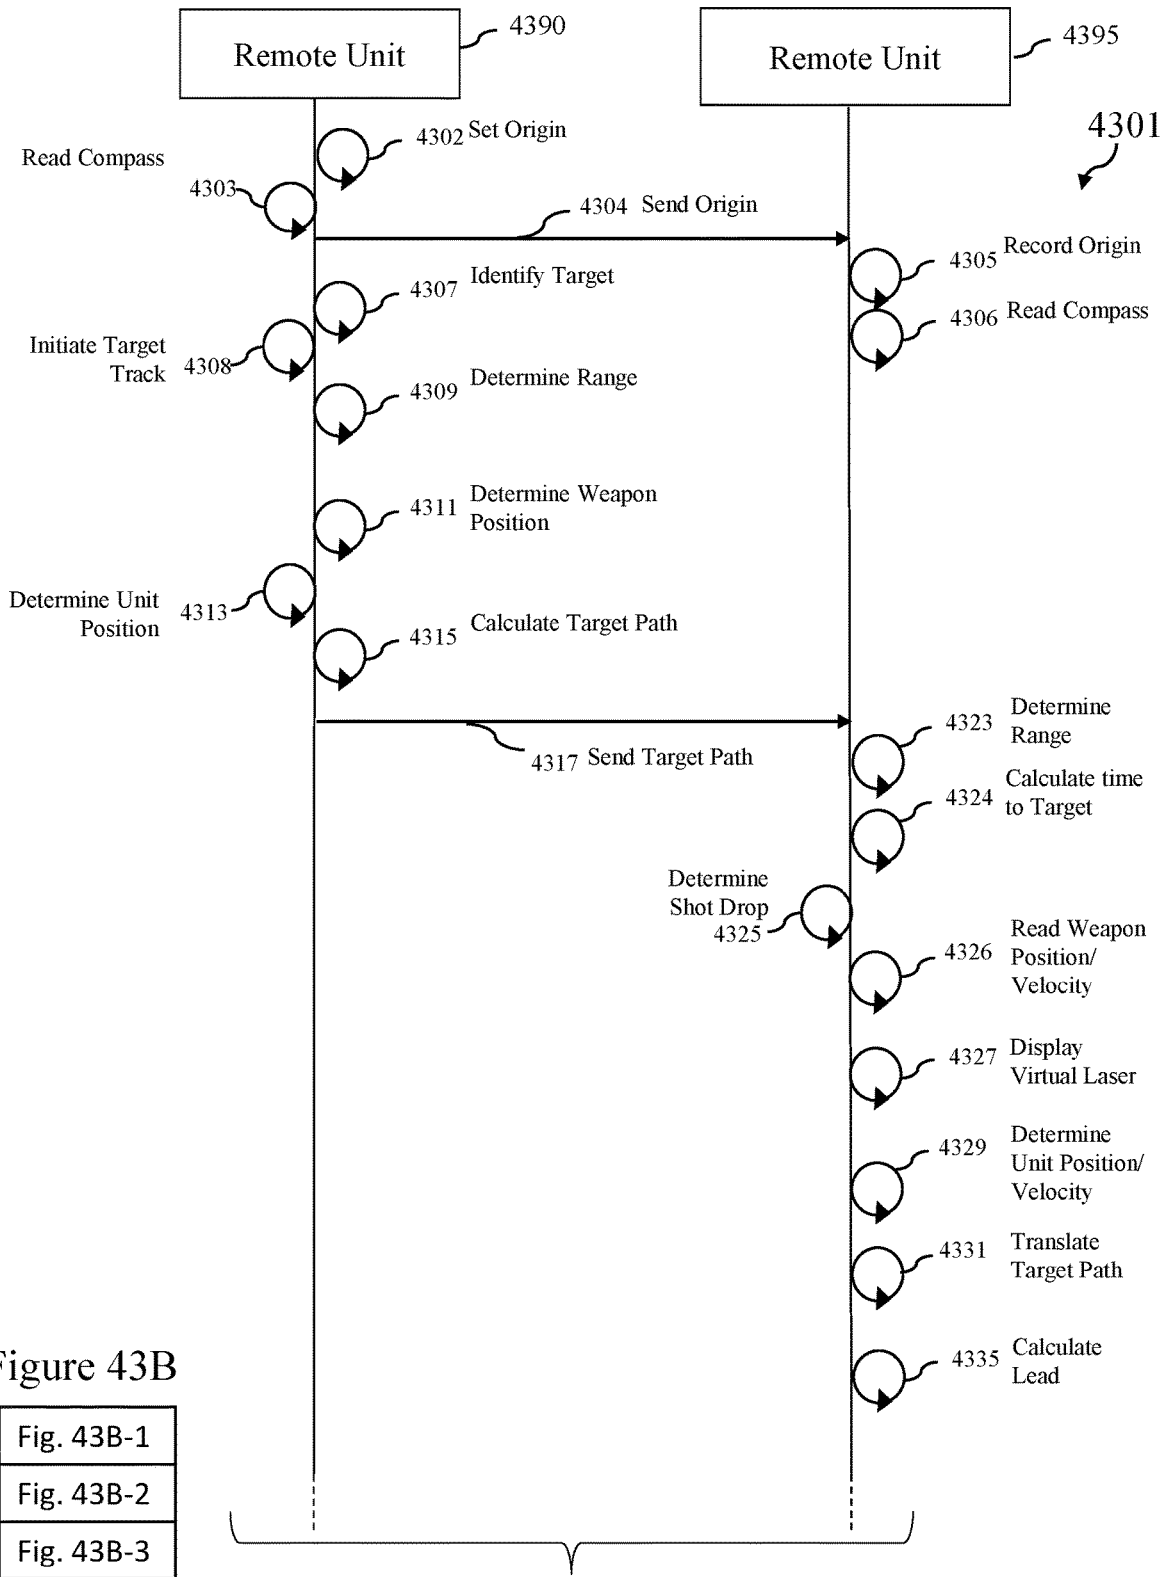 Remote Unit
4390
Remote Unit
4395
4301
4302 Set Origin
Read Compass
4303
4304 Send Origin
4305 Record Origin
4306 Read Compass
4307 Identify Target
Initiate Target
Track
4308
4309 Determine Range
4311 Determine Weapon
Position
Determine Unit
Position
4313
4315 Calculate Target Path
4317 Send Target Path
4323 Determine
Range
4324 Calculate time
to Target
Determine
Shot Drop
4325
4326 Read Weapon
Position/
Velocity
4327 Display
Virtual Laser
4329 Determine
Unit Position/
Velocity
4331 Translate
Target Path
4335 Calculate
Lead
Figure 43B
Fig. 43B-1
Fig. 43B-2
Fig. 43B-3